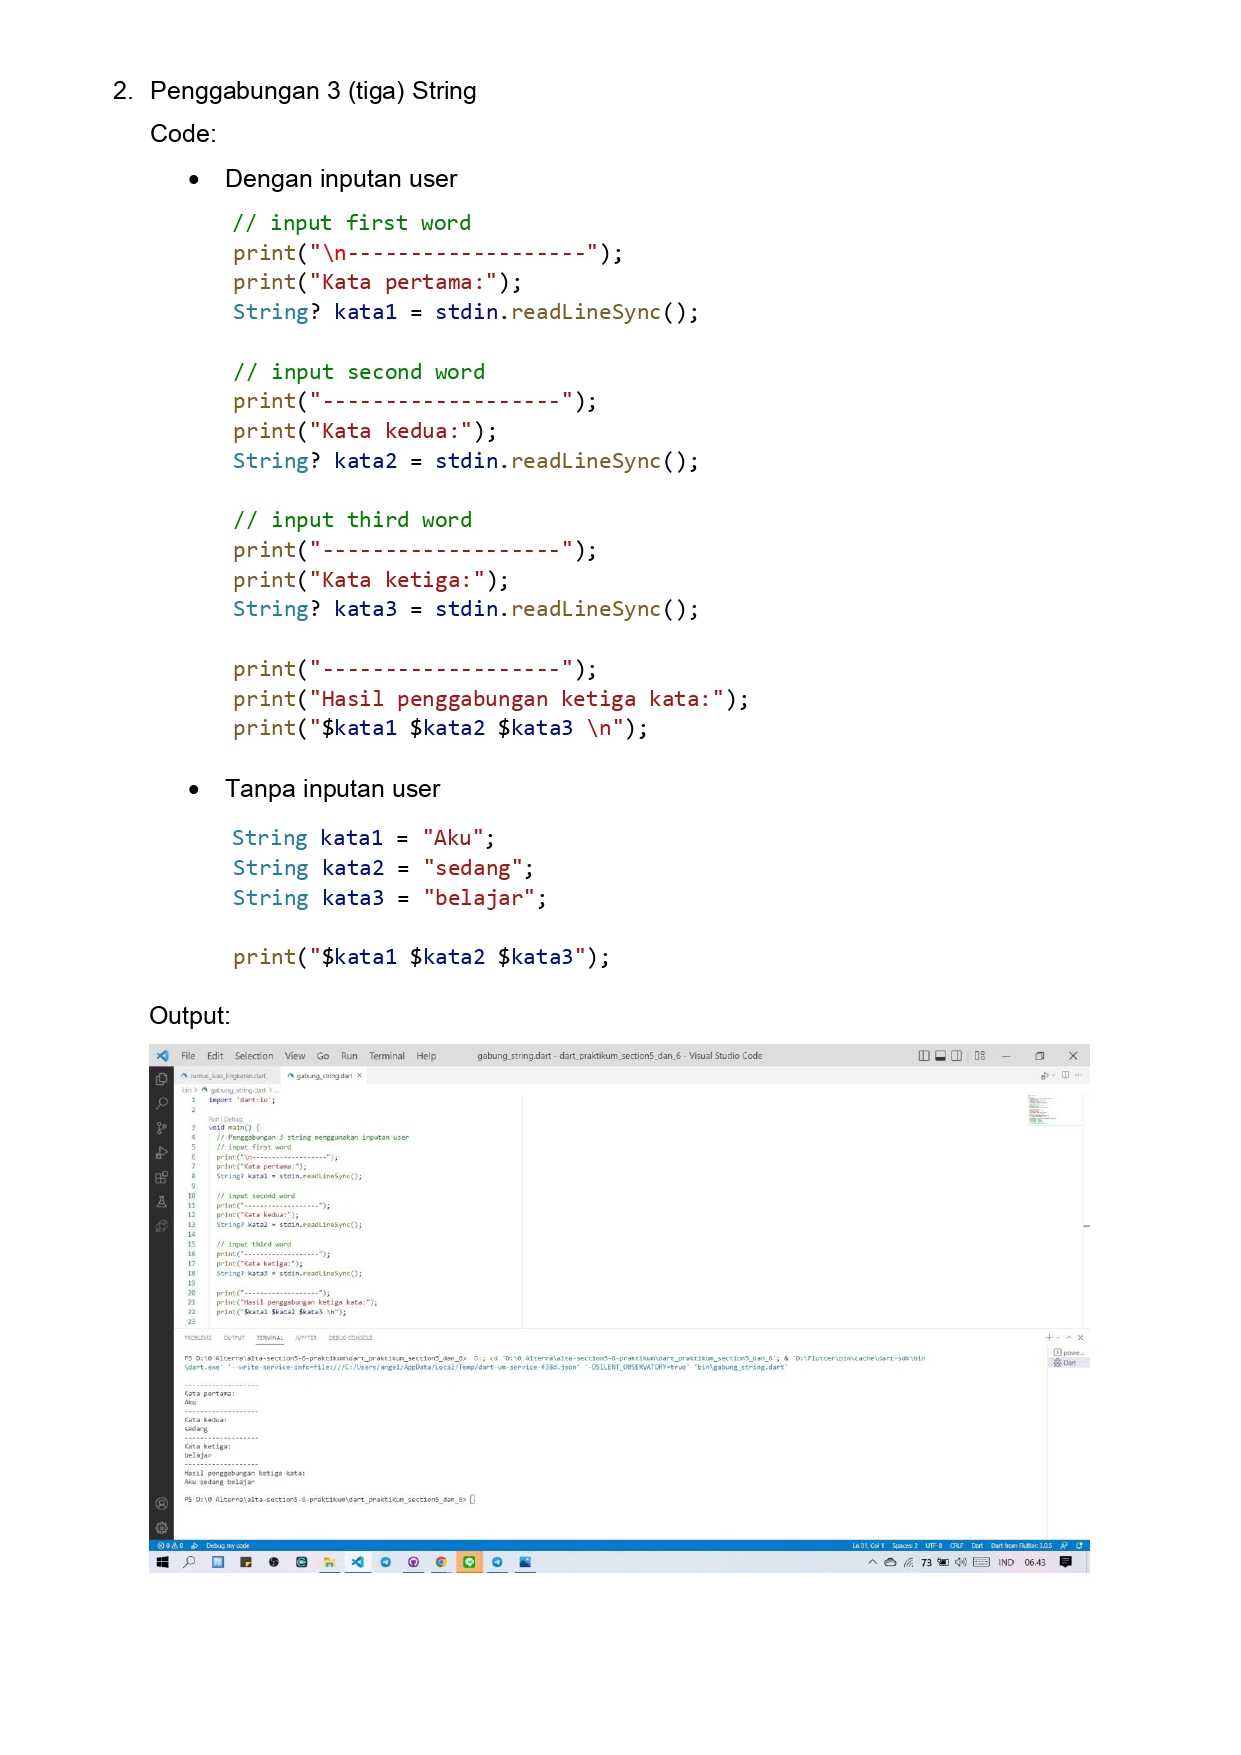 2. Penggabungan 3 (tiga) String
Code:
• Dengan inputan user
// input first word
print("\n-------------------");
print("Kata pertama:");
String? kata1 = stdin.readLineSync();
// input second word
print("-------------------");
print("Kata kedua:");
String? kata2 = stdin.readLineSync();
// input third word
print("-------------------");
print("Kata ketiga:");
String? kata3 = stdin.readLineSync();
print("-------------------");
print("Hasil penggabungan ketiga kata:");
print("$kata1 $kata2 $kata3 \n");
• Tanpa inputan user
String kata1 = "Aku";
String kata2 = "sedang";
String kata3 = "belajar";
print("$kata1 $kata2 $kata3");
Output:
File Edit Selection View Go Run Terminal Help gabung_string.dart - dart_praktikum_section5_dan_6 - Visual Studio Code
rumus_luas_lingkaran.dart gabung_string.dart
bin > gabung_string.dart > ...
1 import 'dart:io';
2
Run | Debug
3 void main() {
4 // Penggabungan 3 string menggunakan inputan user
5 // input first word
6 print("\n-------------------");
7 print("Kata pertama:");
8 String? kata1 = stdin.readLineSync();
9
10 // input second word
11 print("-------------------");
12 print("Kata kedua:");
13 String? kata2 = stdin.readLineSync();
14
15 // input third word
16 print("-------------------");
17 print("Kata ketiga:");
18 String? kata3 = stdin.readLineSync();
19
20 print("-------------------");
21 print("Hasil penggabungan ketiga kata:");
22 print("$kata1 $kata2 $kata3 \n");
23
PROBLEMS OUTPUT TERMINAL JUPYTER DEBUG CONSOLE
PS D:\0 Alterra\alta-section5-6-praktikum\dart_praktikum_section5_dan_6> D:; cd 'D:\0 Alterra\alta-section5-6-praktikum\dart_praktikum_section5_dan_6'; & 'D:\flutter\bin\cache\dart-sdk\bin
\dart.exe' '--write-service-info=file:///C:/Users/angel/AppData/Local/Temp/dart-vm-service-f38d.json' '-DSILENT_OBSERVATORY=true' 'bin\gabung_string.dart'
powe...
Dart
-------------------
Kata pertama:
Aku
-------------------
Kata kedua:
sedang
-------------------
Kata ketiga:
belajar
-------------------
Hasil penggabungan ketiga kata:
Aku sedang belajar
PS D:\0 Alterra\alta-section5-6-praktikum\dart_praktikum_section5_dan_6>
0 0 Debug my code Ln 31, Col 1 Spaces: 2 UTF-8 CRLF Dart Dart from Flutter: 3.0.5
73 IND 06.43